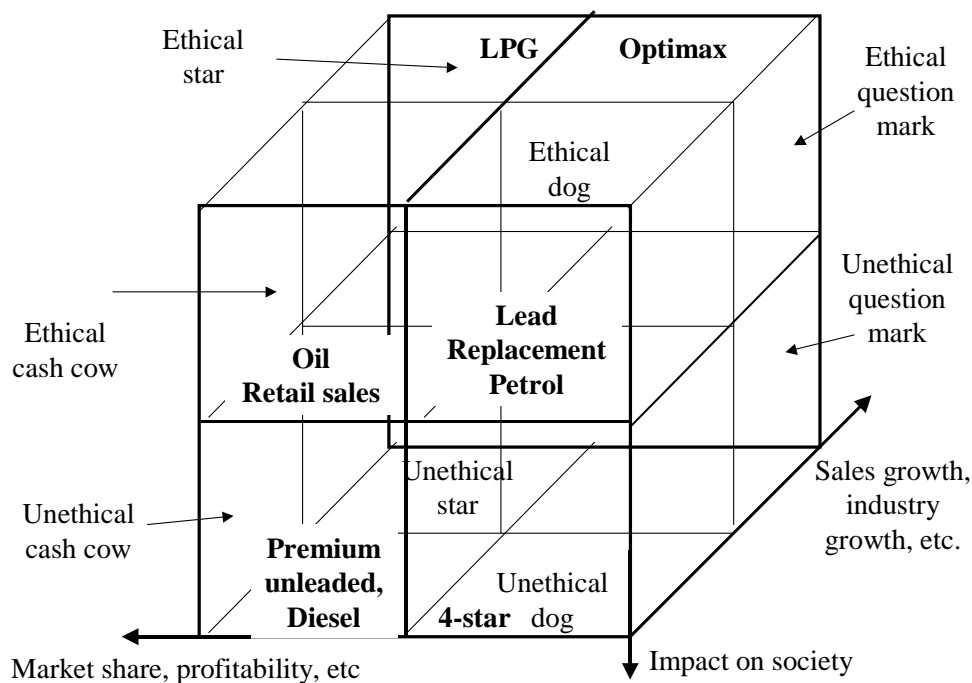 Ethical
star
LPG
Optimax
Ethical
question
mark
Ethical
dog
Unethical
question
mark
Ethical
cash cow
Oil
Retail sales
Lead
Replacement
Petrol
Unethical
star
Sales growth,
industry
growth, etc.
Unethical
cash cow
Premium
unleaded,
Diesel
4-star
Unethical
dog
Market share, profitability, etc
Impact on society